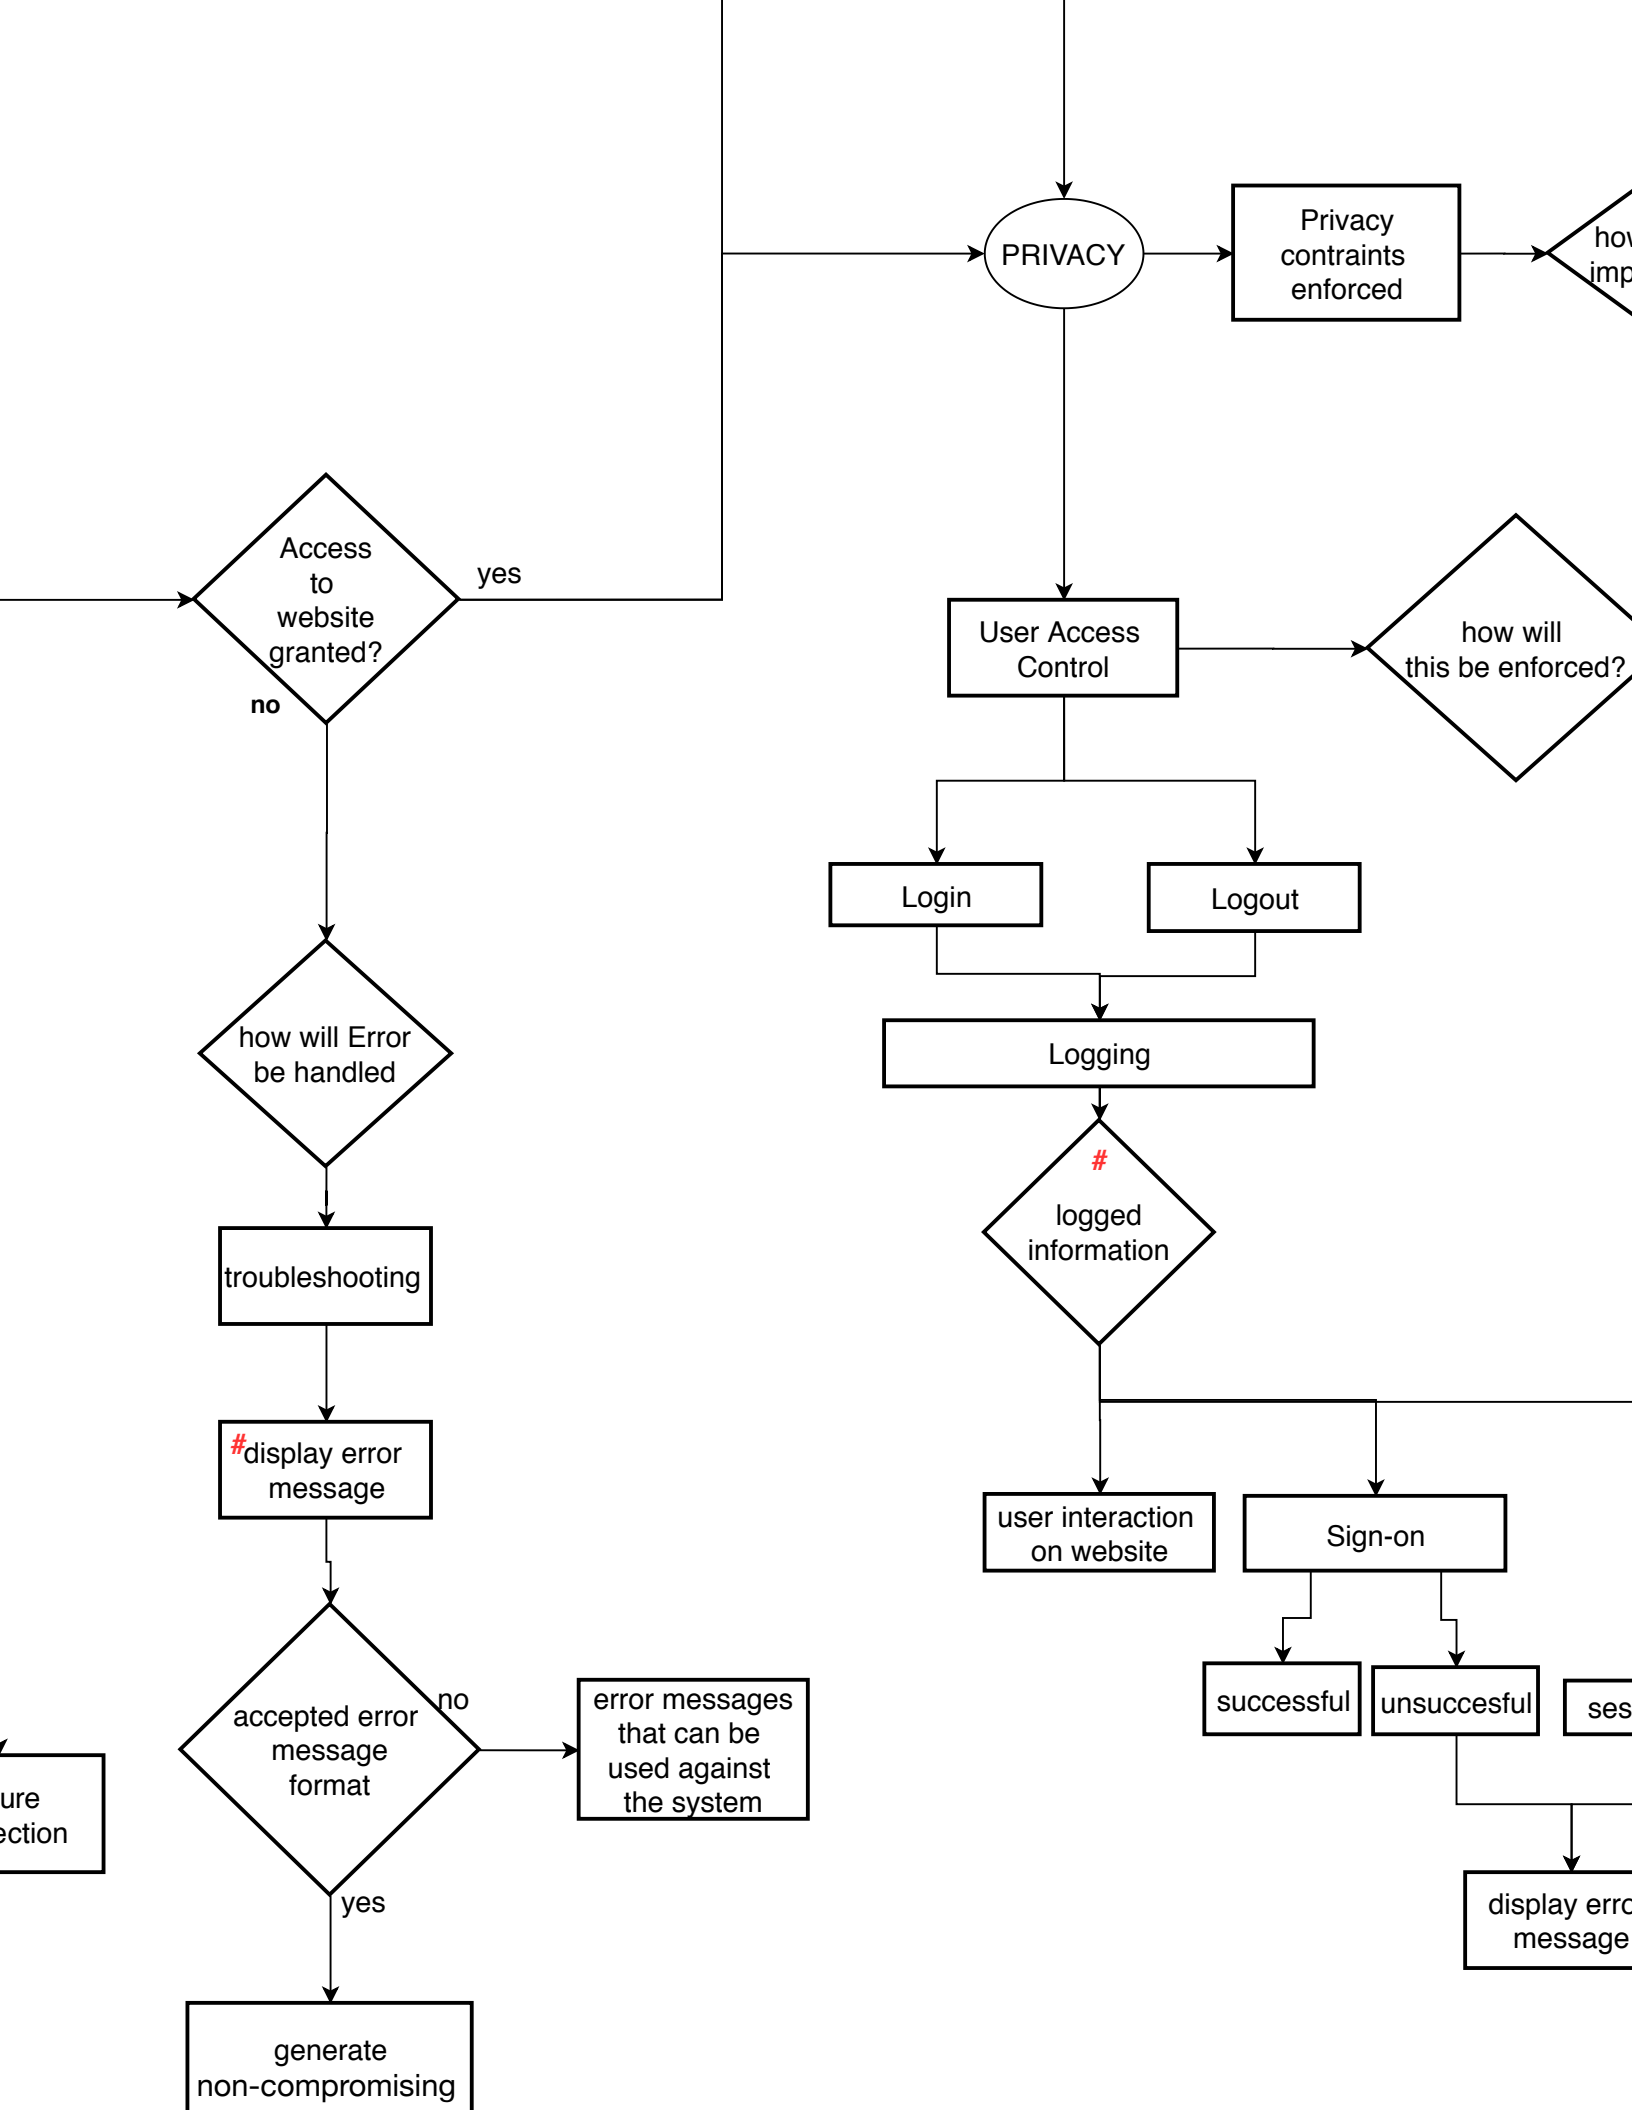 PRIVACY
Privacy
contraints
enforced
Access
to
website
granted?
yes
no
User Access
Control
how will
this be enforced?
Login
Logout
how will Error
be handled
Logging
#
logged
information
troubleshooting
#display error
message
user interaction
on website
Sign-on
successful
unsuccesful
accepted error
message
format
no
error messages
that can be
used against
the system
yes
display
message
generate
non-compromising